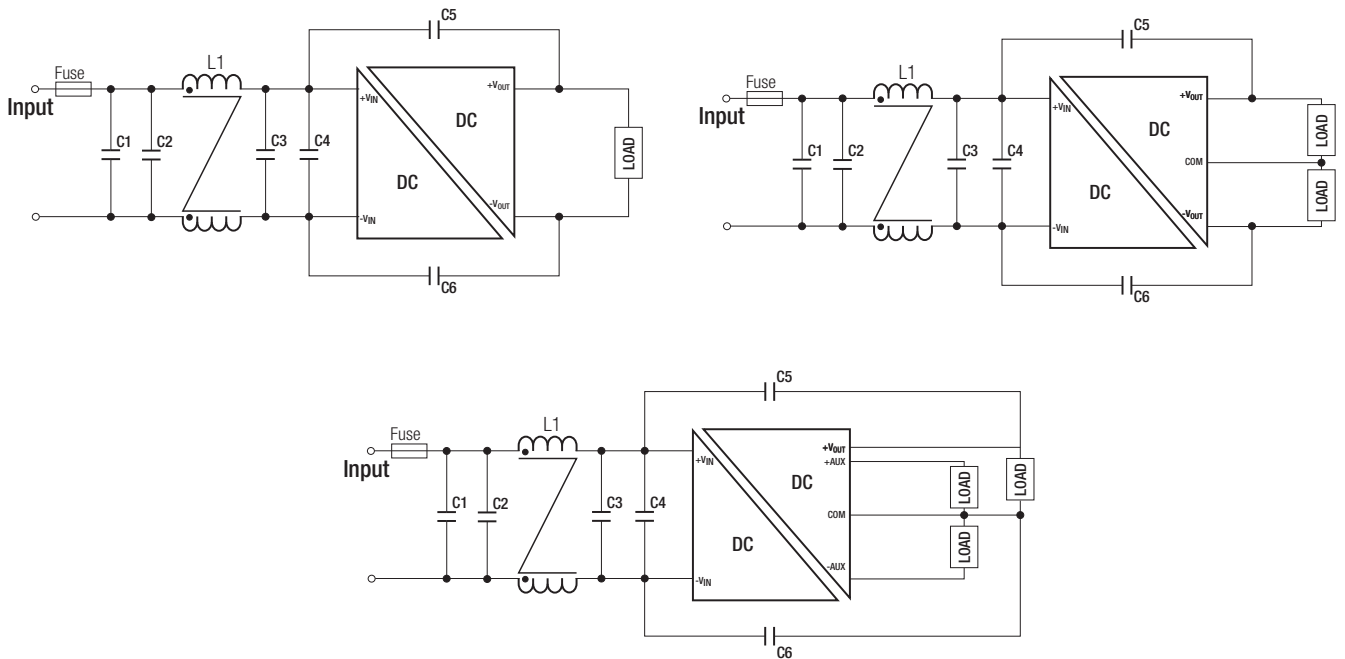 C5
Fuse
L1
Input
+VIN
+VOUT
DC
C1
C2
C3
C4
LOAD
DC
-VOUT
-VIN
C6
C5
Fuse
L1
Input
+VIN
+VOUT
DC
LOAD
C1
C2
C3
C4
COM
DC
LOAD
-VOUT
-VIN
C6
C5
Fuse
L1
Input
+VIN
+VOUT
+AUX
DC
LOAD
LOAD
C1
C2
C3
C4
COM
DC
LOAD
-AUX
-VIN
C6